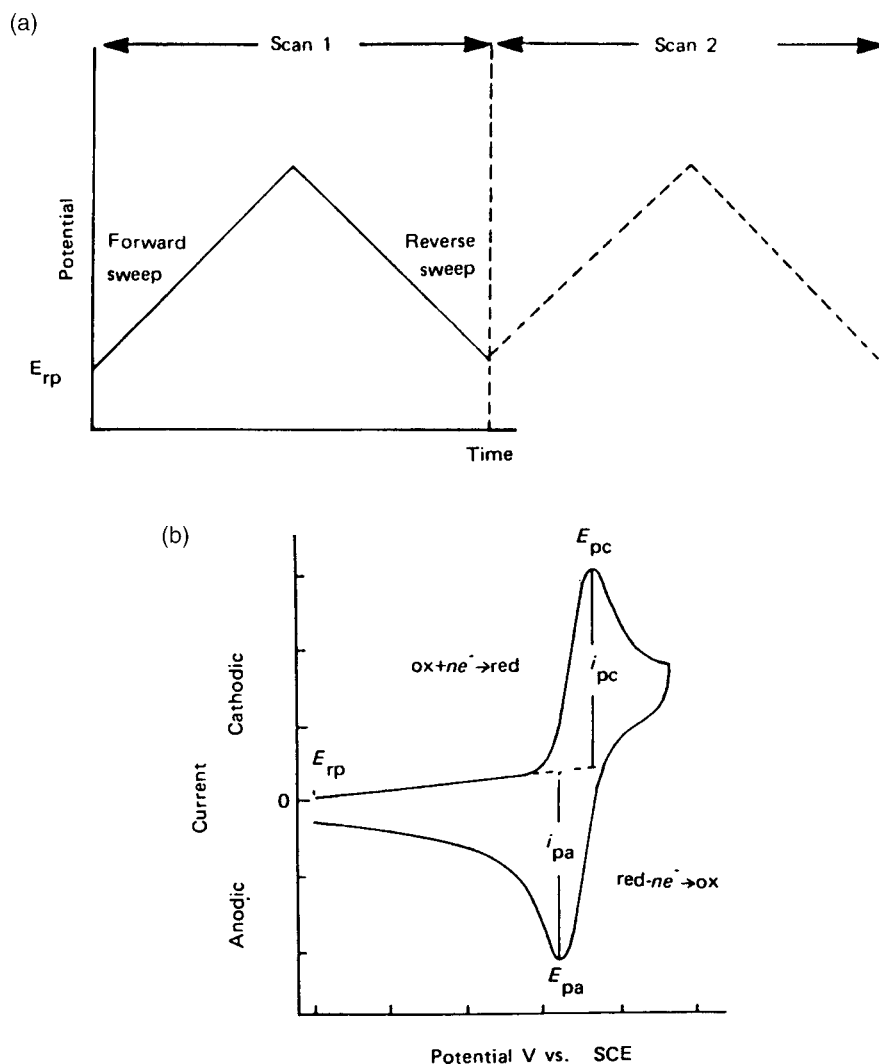 (a)
Scan 1
Scan 2
Potential
Forward
sweep
Reverse
sweep
E_rp
Time
(b)
E_pc
ox+ne⁻→red
i_pc
Cathodic
E_rp
Current
0
i_pa
red-ne⁻→ox
Anodic
E_pa
Potential V vs. SCE